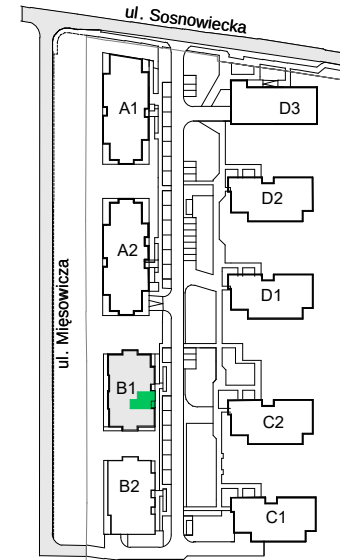 ul. Sosnowiecka
A1
D3
D2
A2
ul. Mięsowicza
D1
B1
C2
B2
C1